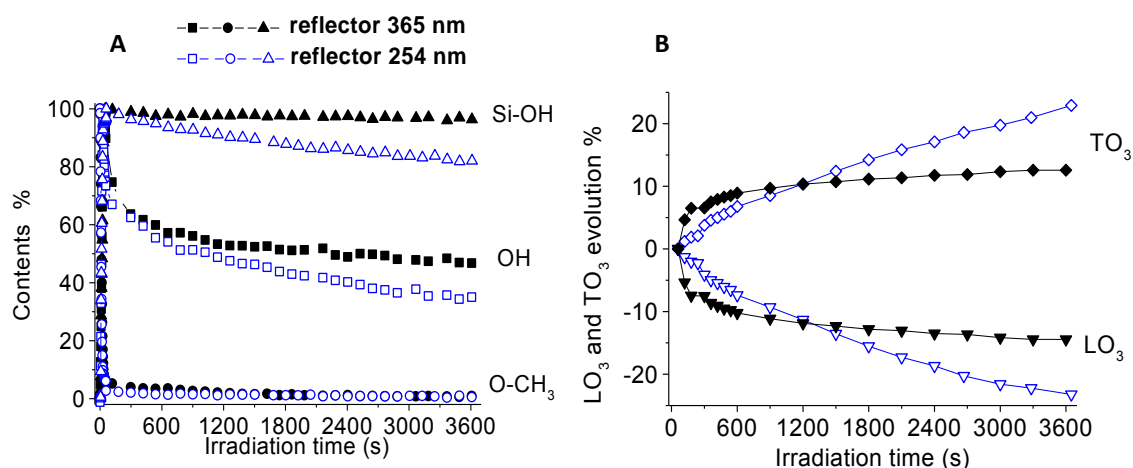 A
reflector 365 nm
reflector 254 nm
B
100
80
60
40
20
0
Contents %
Si-OH
OH
O-CH3
0 600 1200 1800 2400 3000 3600
Irradiation time (s)
20
10
0
-10
-20
LO3 and TO3 evolution %
TO3
LO3
0 600 1200 1800 2400 3000 3600
Irradiation time (s)